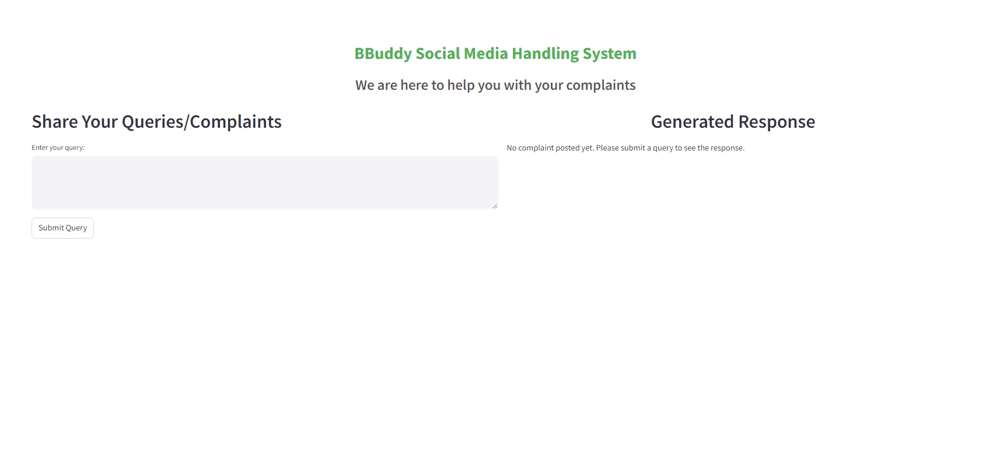 BBuddy Social Media Handling System
We are here to help you with your complaints
Share Your Queries/Complaints
Enter your query:
Submit Query
Generated Response
No complaint posted yet. Please submit a query to see the response.